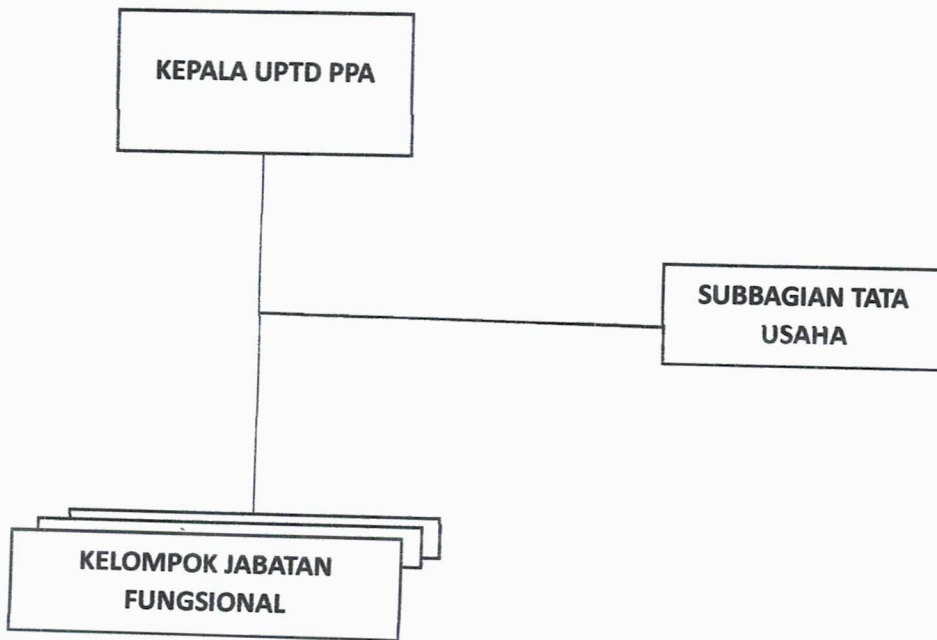 KEPALA UPTD PPA
SUBBAGIAN TATA
USAHA
KELOMPOK JABATAN
FUNGSIONAL